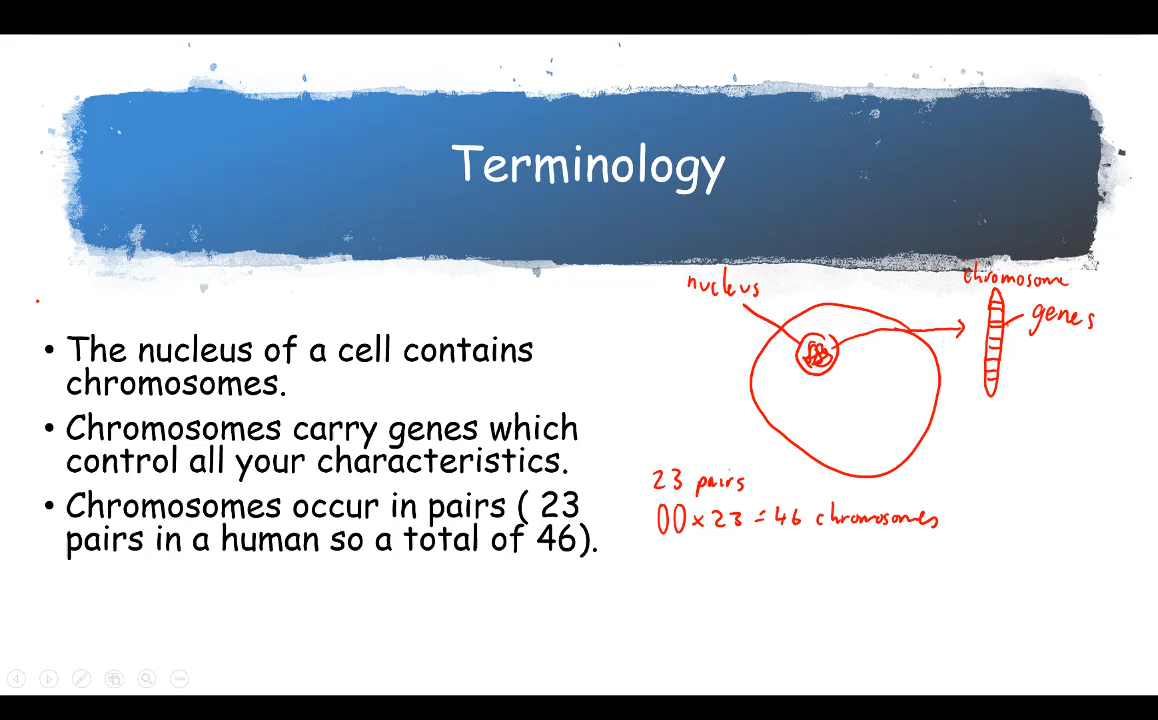 Terminology
• The nucleus of a cell contains
chromosomes.
• Chromosomes carry genes which
control all your characteristics.
• Chromosomes occur in pairs ( 23
pairs in a human so a total of 46).
nucleus
chromosome
genes
23 pairs
00 x 23 = 46 chromosomes